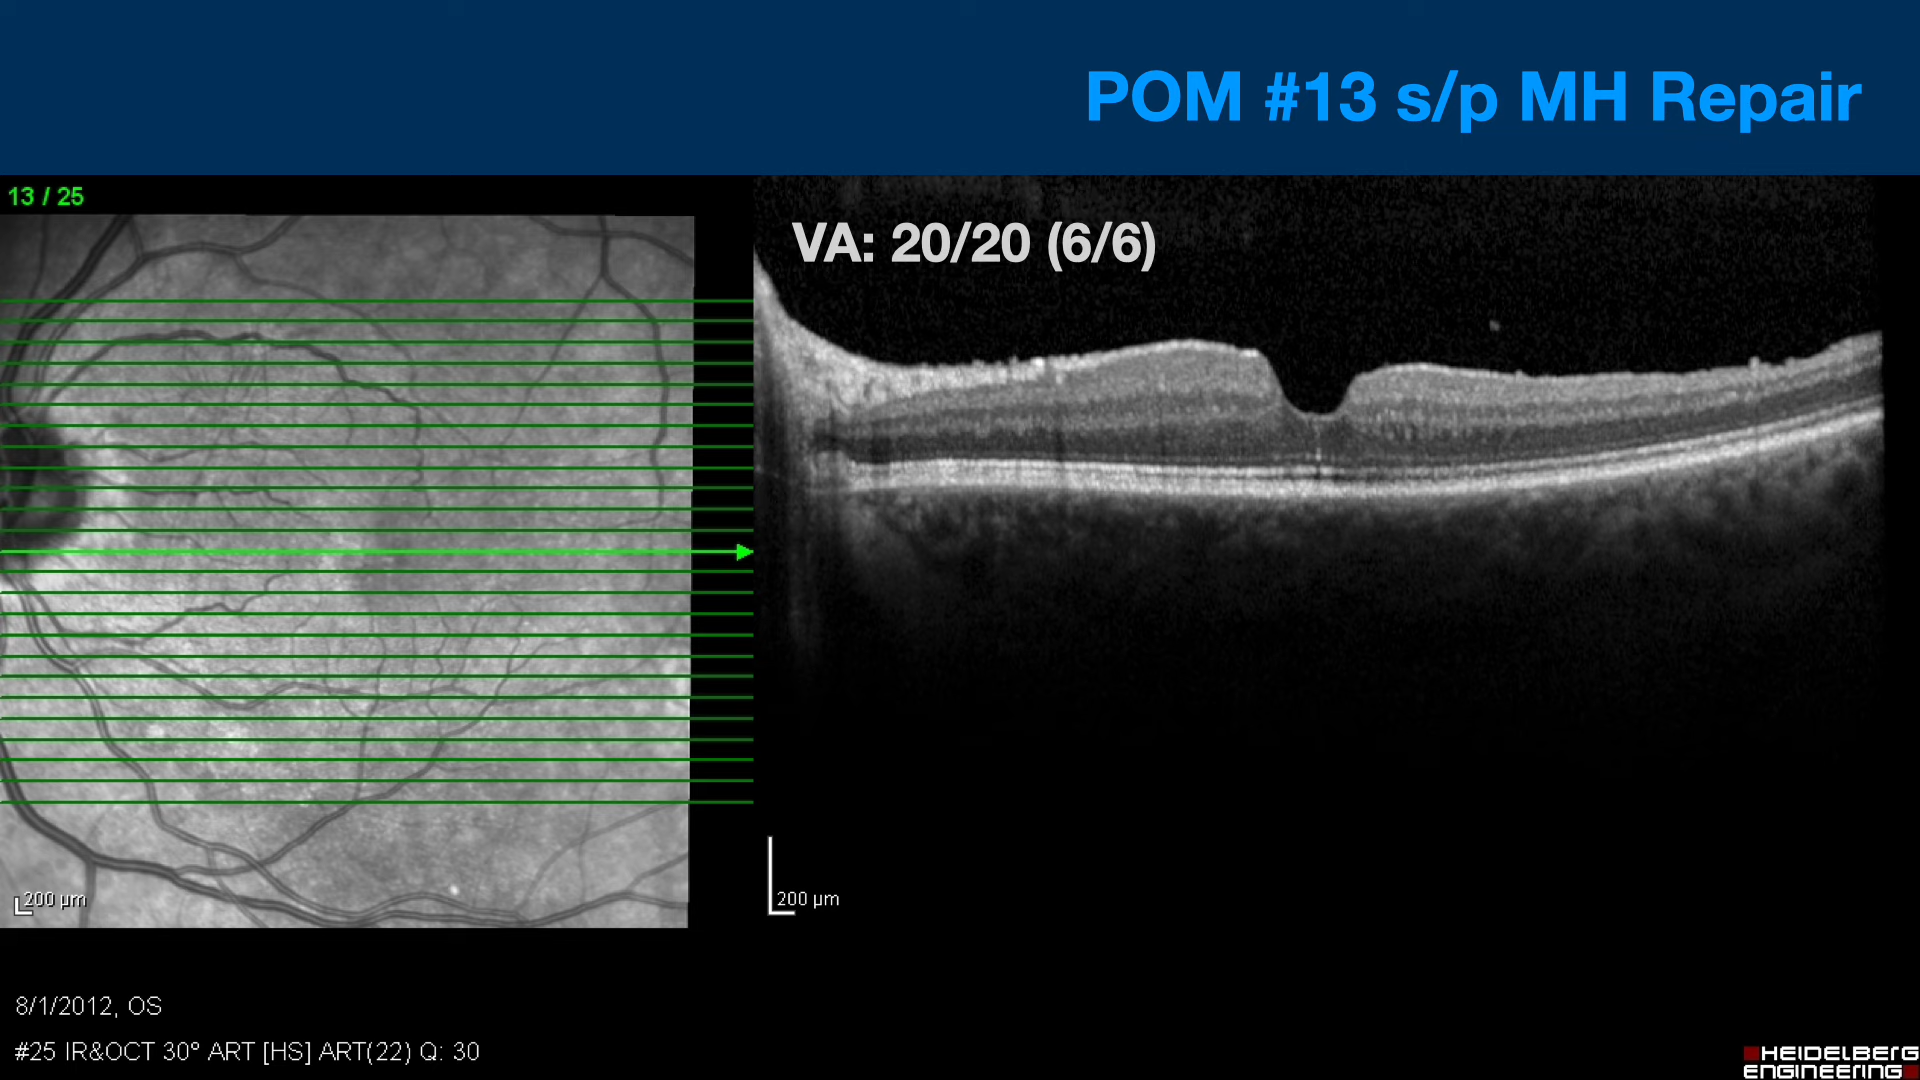 POM #13 s/p MH Repair
13 / 25
VA: 20/20 (6/6)
200 µm
200 µm
8/1/2012, OS
#25 IR&OCT 30° ART [HS] ART(22) Q: 30
HEIDELBERG
ENGINEERING